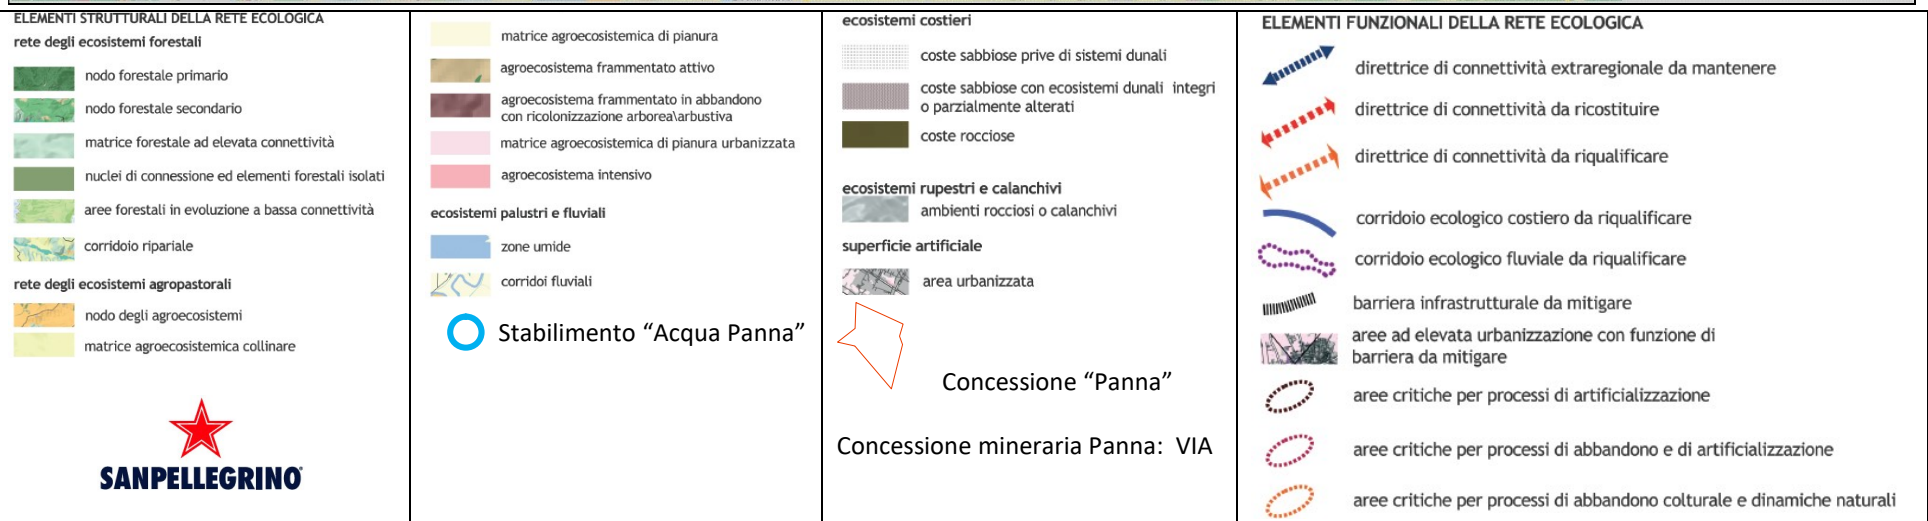 ELEMENTI STRUTTURALI DELLA RETE ECOLOGICA
rete degli ecosistemi forestali
nodo forestale primario
nodo forestale secondario
matrice forestale ad elevata connettività
nuclei di connessione ed elementi forestali isolati
aree forestali in evoluzione a bassa connettività
corridoio ripariale
rete degli ecosistemi agropastorali
nodo degli agroecosistemi
matrice agroecosistemica collinare
SANPELLEGRINO
matrice agroecosistemica di pianura
agroecosistema frammentato attivo
agroecosistema frammentato in abbandono
con ricolonizzazione arborea\arbustiva
matrice agroecosistemica di pianura urbanizzata
agroecosistema intensivo
ecosistemi palustri e fluviali
zone umide
corridoi fluviali
Stabilimento “Acqua Panna”
ecosistemi costieri
coste sabbiose prive di sistemi dunali
coste sabbiose con ecosistemi dunali integri
o parzialmente alterati
coste rocciose
ecosistemi rupestri e calanchivi
ambienti rocciosi o calanchivi
superficie artificiale
area urbanizzata
Concessione “Panna”
Concessione mineraria Panna: VIA
ELEMENTI FUNZIONALI DELLA RETE ECOLOGICA
direttrice di connettività extraregionale da mantenere
direttrice di connettività da ricostituire
direttrice di connettività da riqualificare
corridoio ecologico costiero da riqualificare
corridoio ecologico fluviale da riqualificare
barriera infrastrutturale da mitigare
aree ad elevata urbanizzazione con funzione di
barriera da mitigare
aree critiche per processi di artificializzazione
aree critiche per processi di abbandono e di artificializzazione
aree critiche per processi di abbandono colturale e dinamiche naturali